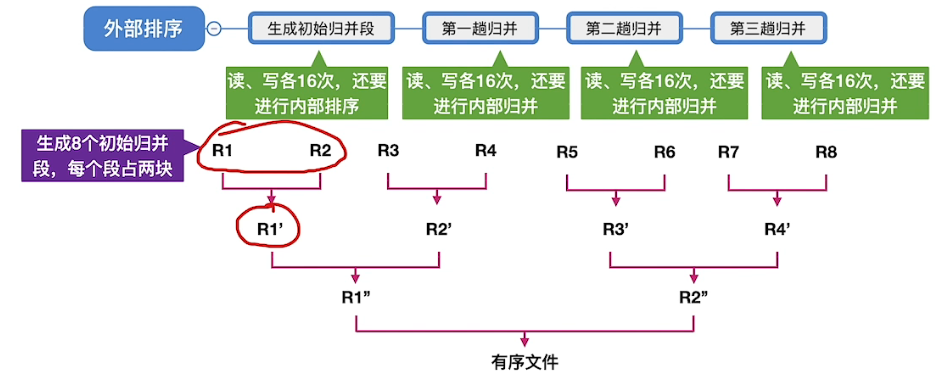 外部排序
生成初始归并段
第一趟归并
第二趟归并
第三趟归并
读、写各16次，还要
进行内部排序
读、写各16次，还要
进行内部归并
读、写各16次，还要
进行内部归并
读、写各16次，还要
进行内部归并
生成8个初始归并
段，每个段占两块
R1 R2 R3 R4 R5 R6 R7 R8
R1’ R2’ R3’ R4’
R1” R2”
有序文件